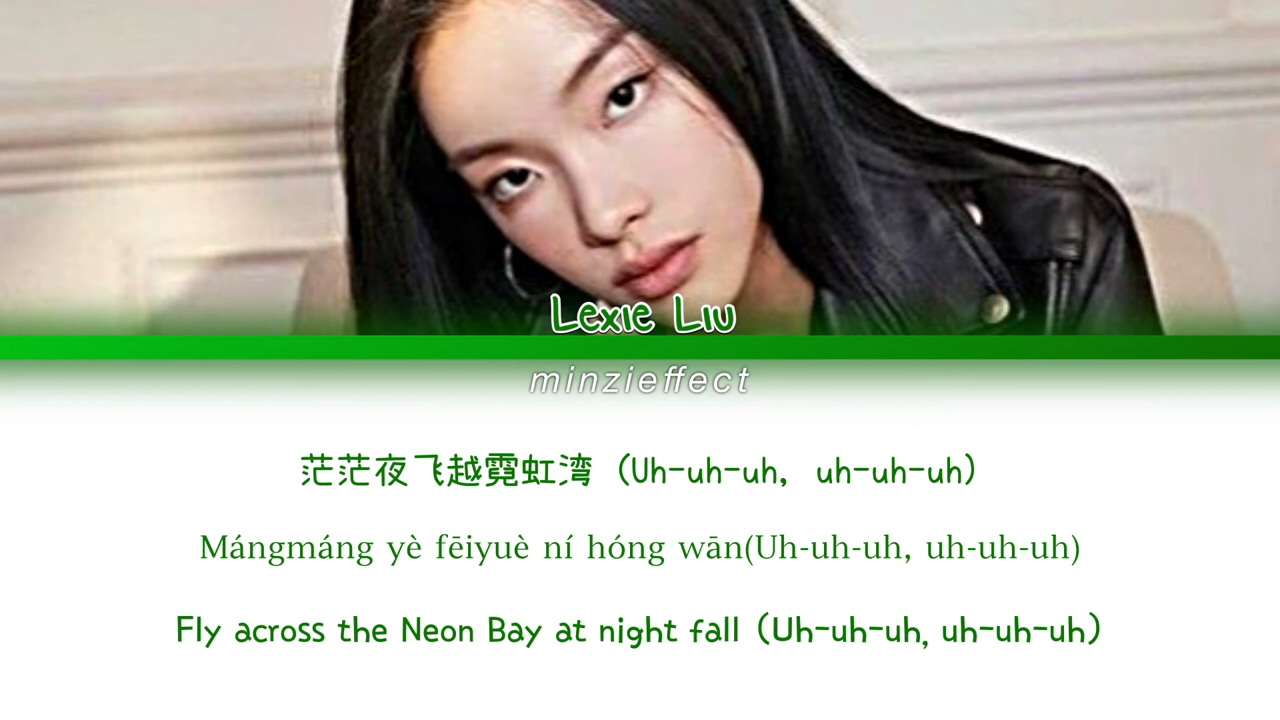 Lexie Liu
minzieffect
茫茫夜飞越霓虹湾（Uh-uh-uh，uh-uh-uh）
Mángmáng yè fēiyuè ní hóng wān(Uh-uh-uh, uh-uh-uh)
Fly across the Neon Bay at night fall (Uh-uh-uh, uh-uh-uh)